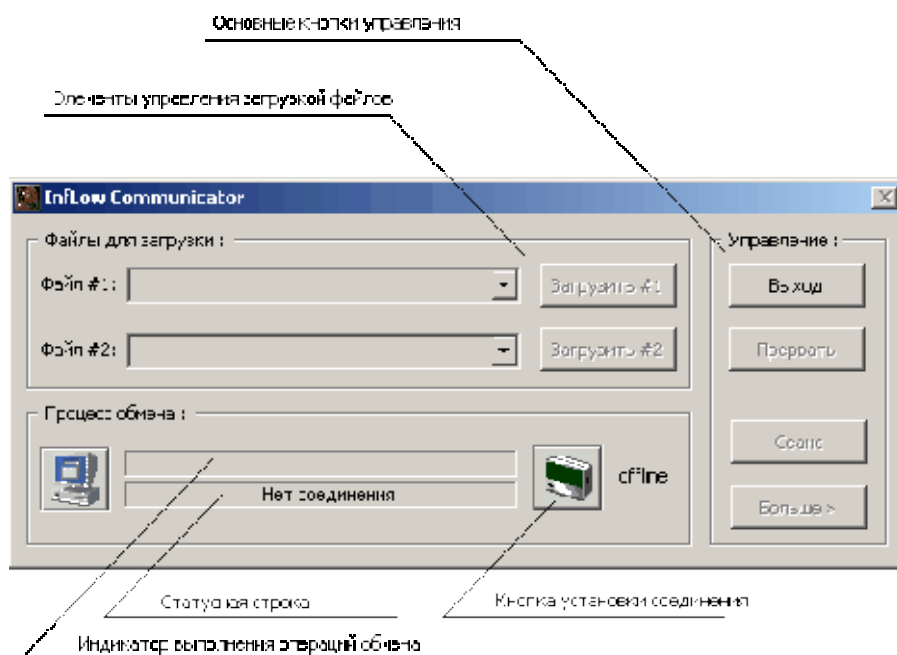 Основные кнопки управления
Элементы управления загрузкой файлов
InFlow Communicator
Файлы для загрузки :
Управление :
Файл #1:
Загрузить #1
Выход
Файл #2:
Загрузить #2
Прервать
Процесс обмена :
Сеанс
offline
Нет соединения
Больше >
Статусная строка
Кнопка установки соединения
Индикатор выполнения операций обмена